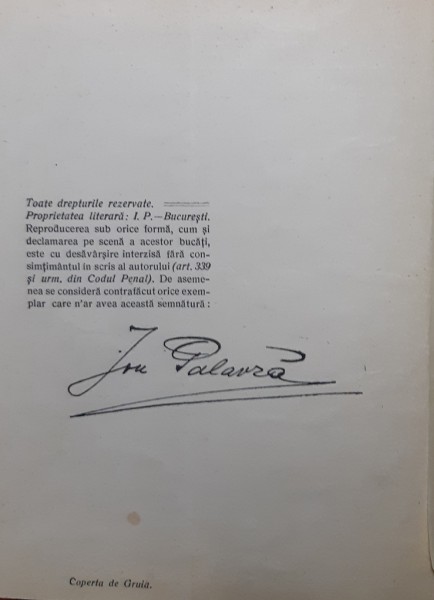 Toate drepturile rezervate.
Proprietatea literară: I. P.—Bucureşti.
Reproducerea sub orice formă, cum şi
declamarea pe scenă a acestor bucăţi,
este cu desăvârşire interzisă fără con-
simţimântul in scris al autorului (art. 339
şi urm. din Codul Penal). De aseme-
nea se consideră contrafăcut orice exem-
plar care n'ar avea această semnătură :
Ion Palavră
Coperta de Gruiă.